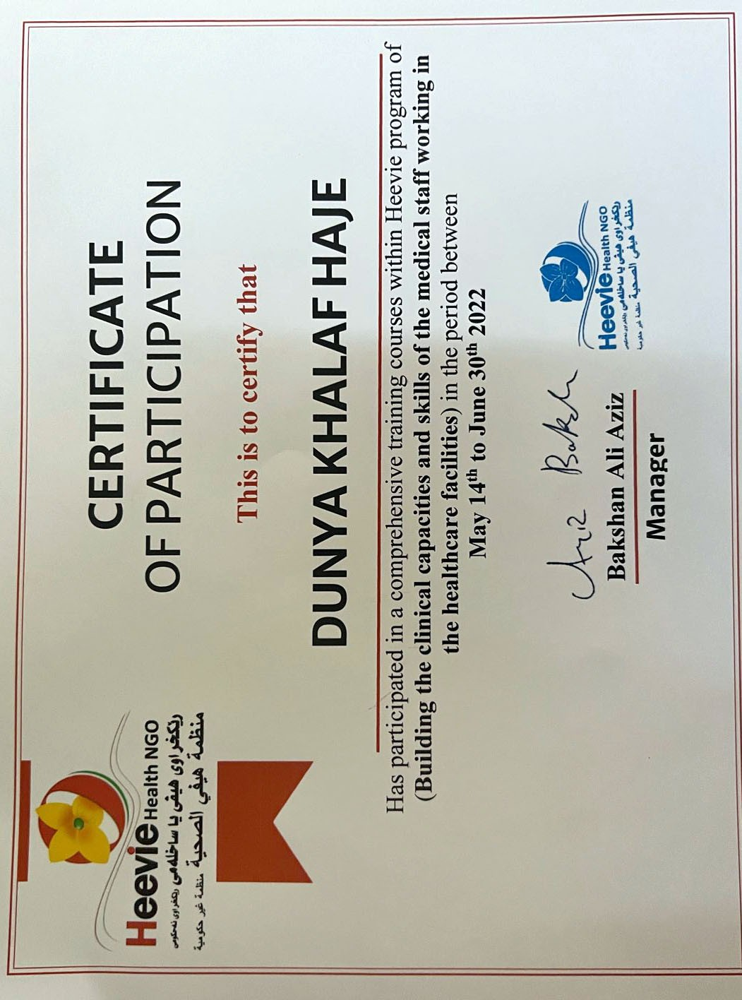 Heevie Health NGO
ڕێکخراوی هیڤی یا ساخلەمی ڕێکخراوی نەحکومی
منظمة هيفي الصحية منظمة غير حكومية
CERTIFICATE
OF PARTICIPATION
This is to certify that
DUNYA KHALAF HAJE
Has participated in a comprehensive training courses within Heevie program of
(Building the clinical capacities and skills of the medical staff working in
the healthcare facilities) in the period between
May 14th to June 30th 2022
Aziz Baksh
Bakshan Ali Aziz
Manager
Heevie Health NGO
ڕێکخراوی هیڤی یا ساخلەمی ڕێکخراوی نەحکومی
منظمة هيفي الصحية منظمة غير حكومية